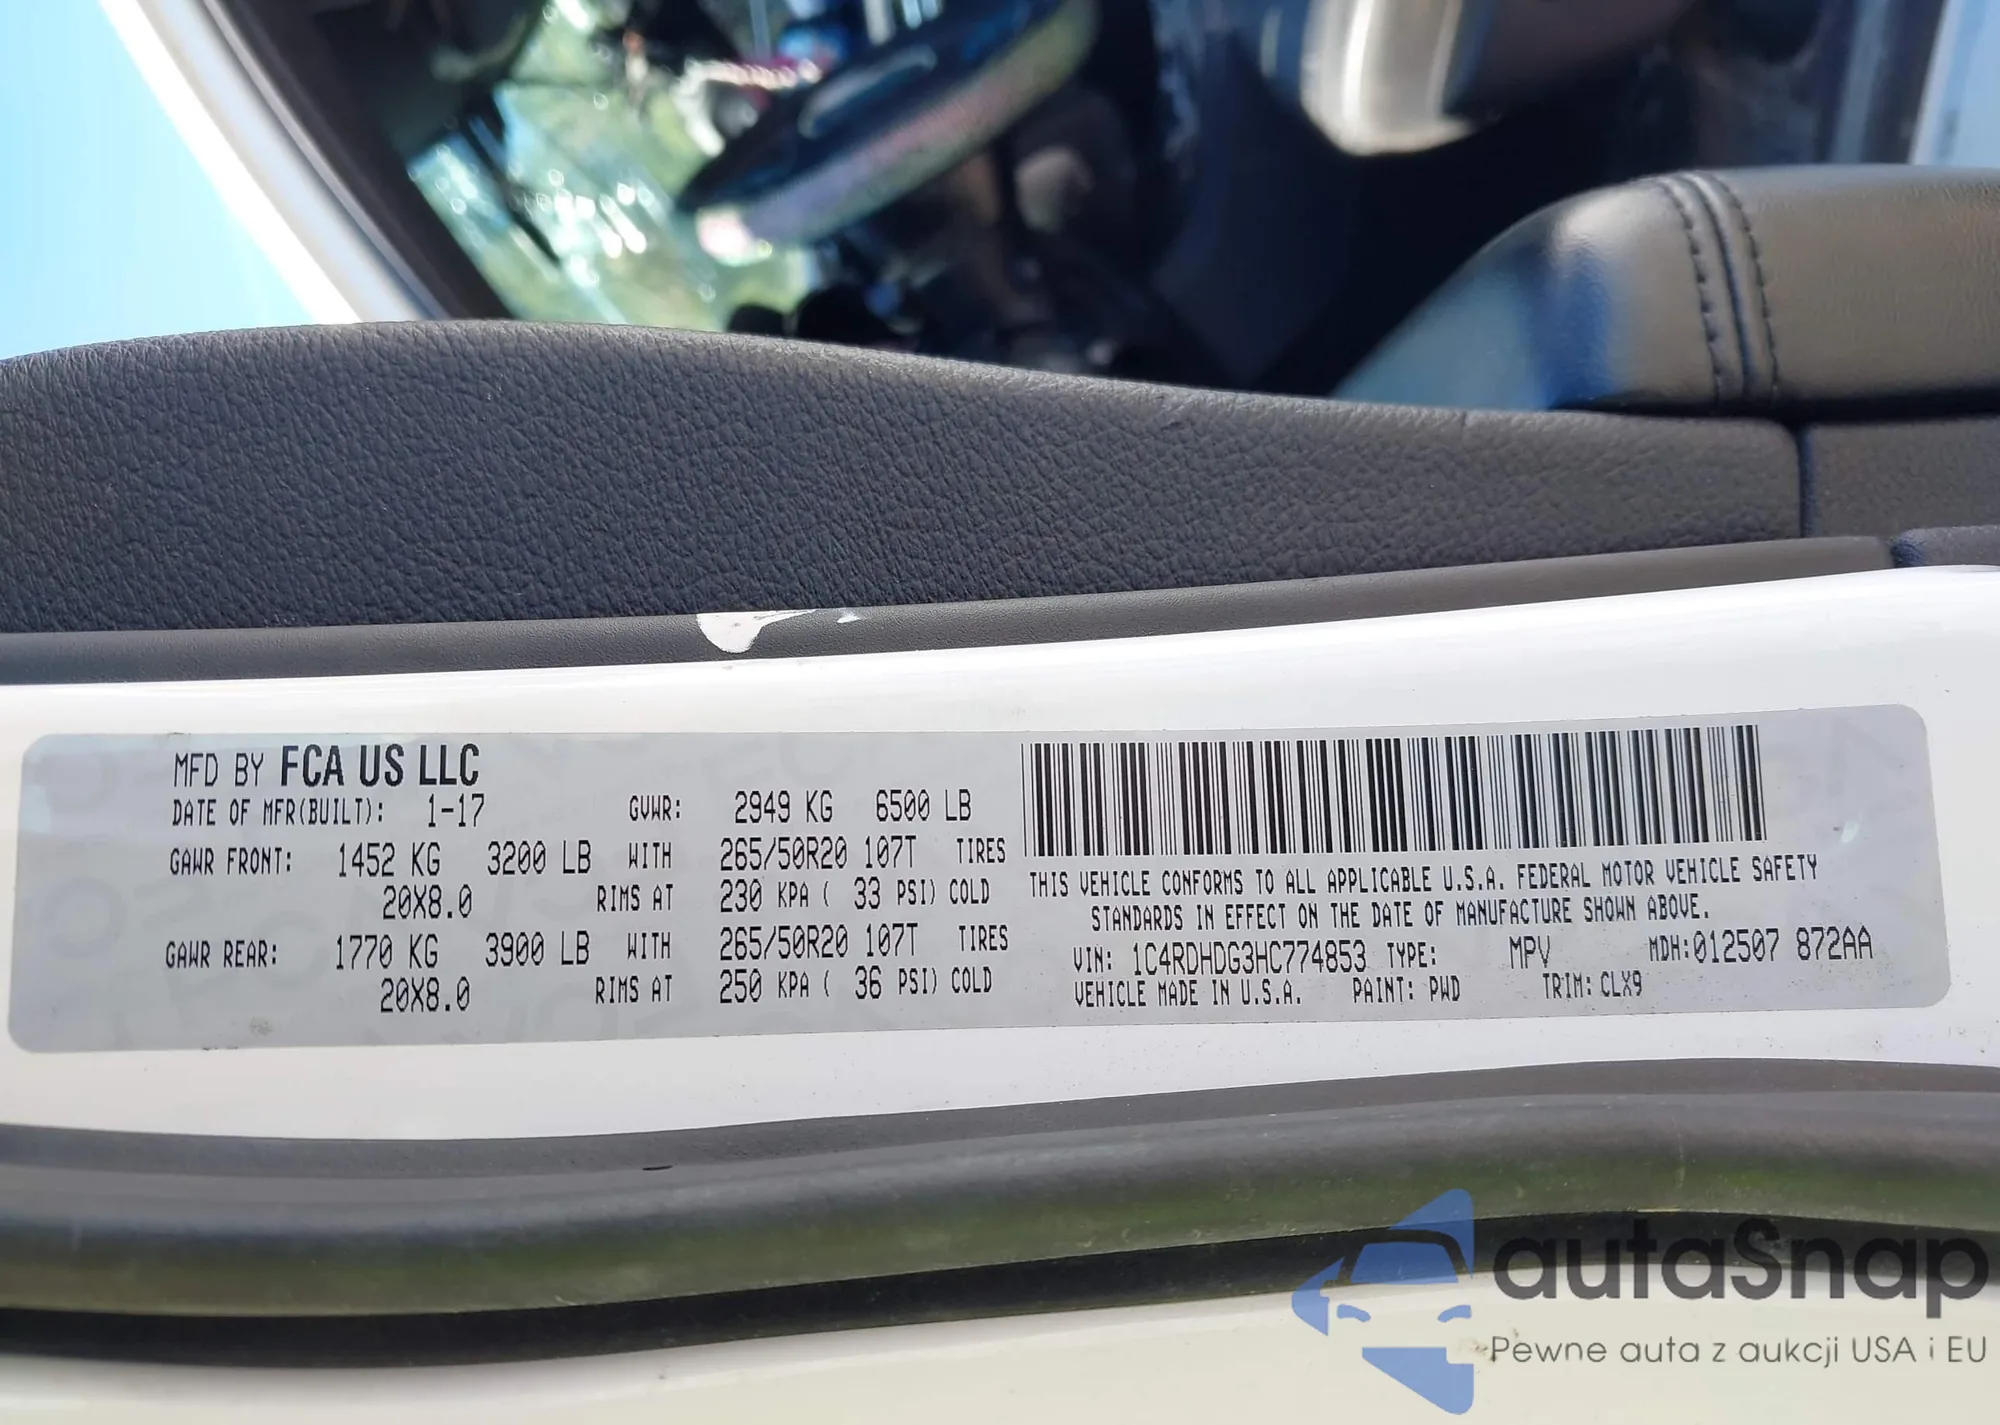 MFD BY FCA US LLC
DATE OF MFR(BUILT): 1-17 GVWR: 2949 KG 6500 LB
GAWR FRONT: 1452 KG 3200 LB WITH 265/50R20 107T TIRES
20X8.0 RIMS AT 230 KPA ( 33 PSI) COLD
GAWR REAR: 1770 KG 3900 LB WITH 265/50R20 107T TIRES
20X8.0 RIMS AT 250 KPA ( 36 PSI) COLD
THIS VEHICLE CONFORMS TO ALL APPLICABLE U.S.A. FEDERAL MOTOR VEHICLE SAFETY
STANDARDS IN EFFECT ON THE DATE OF MANUFACTURE SHOWN ABOVE.
VIN: 1C4RDHDG3HC774853 TYPE: MPV MDH:012507 872AA
VEHICLE MADE IN U.S.A. PAINT: PWD TRIM: CLX9
autaSnap
Pewne auta z aukcji USA i EU